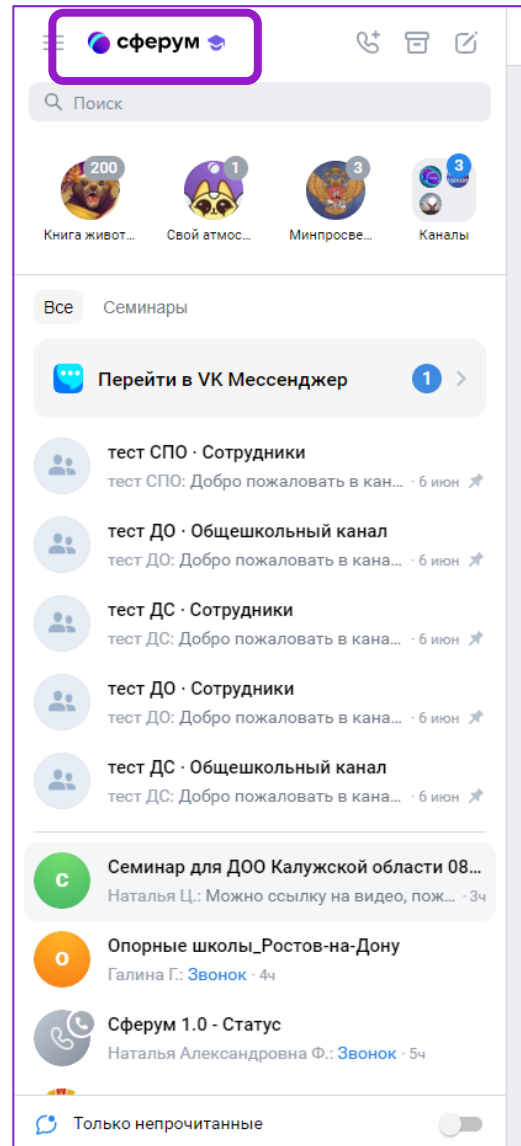 сферум
Поиск
200
1
3
3
Книга живот...
Свой атмос...
Минпросве...
Каналы
Все Семинары
Перейти в VK Мессенджер 1
тест СПО · Сотрудники
тест СПО: Добро пожаловать в кан... · 6 июн
тест ДО · Общешкольный канал
тест ДО: Добро пожаловать в кана... · 6 июн
тест ДС · Сотрудники
тест ДС: Добро пожаловать в кана... · 6 июн
тест ДО · Сотрудники
тест ДО: Добро пожаловать в кана... · 6 июн
тест ДС · Общешкольный канал
тест ДС: Добро пожаловать в кана... · 6 июн
С
Семинар для ДОО Калужской области 08...
Наталья Ц.: Можно ссылку на видео, пож... · 3ч
О
Опорные школы_Ростов-на-Дону
Галина Г.: Звонок · 4ч
Сферум 1.0 - Статус
Наталья Александровна Ф.: Звонок · 5ч
Только непрочитанные